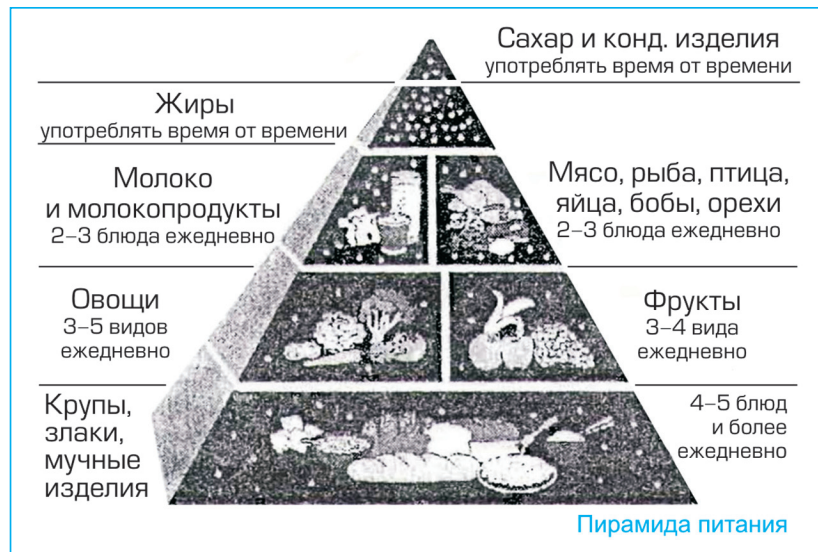 Сахар и конд. изделия
употреблять время от времени
Жиры
употреблять время от времени
Молоко
и молокопродукты
2–3 блюда ежедневно
Мясо, рыба, птица,
яйца, бобы, орехи
2–3 блюда ежедневно
Овощи
3–5 видов
ежедневно
Фрукты
3–4 вида
ежедневно
Крупы,
злаки,
мучные
изделия
4–5 блюд
и более
ежедневно
Пирамида питания